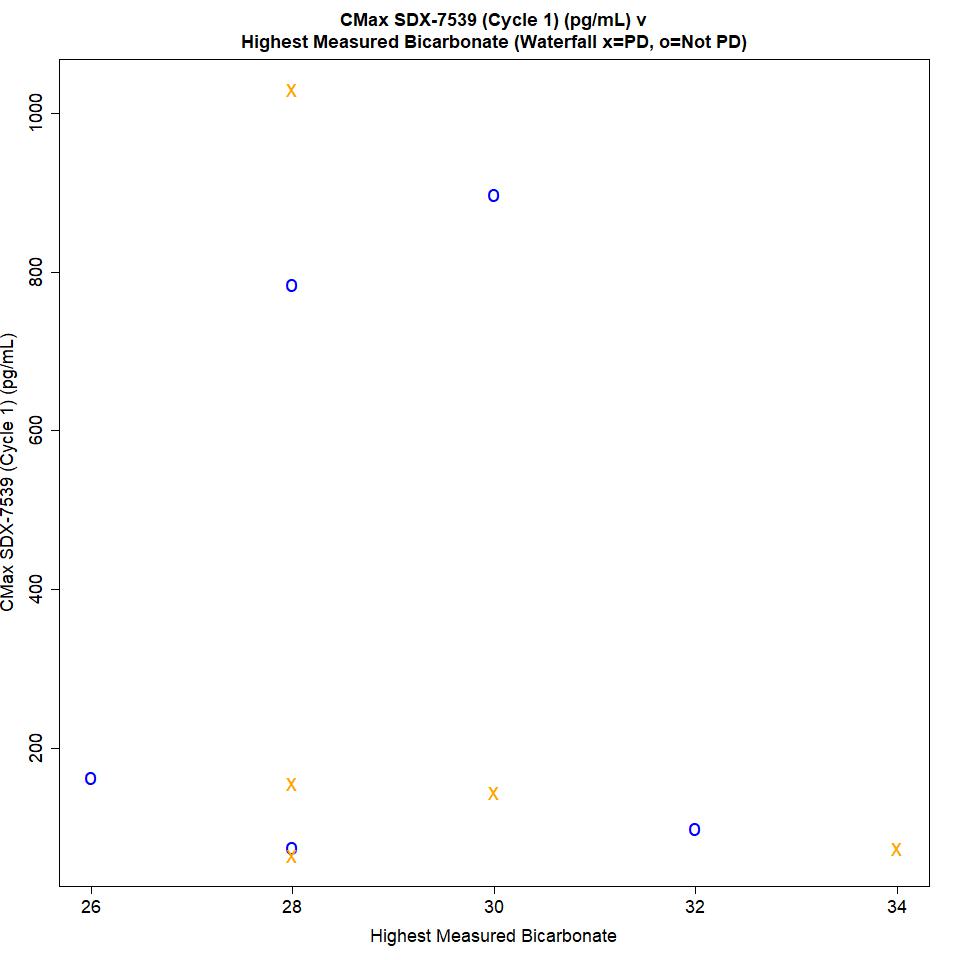 CMax SDX-7539 (Cycle 1) (pg/mL) v
Highest Measured Bicarbonate (Waterfall x=PD, o=Not PD)
CMax SDX-7539 (Cycle 1) (pg/mL)
1000
800
600
400
200
x
o
o
o
x
x
o
o
x
x
26
28
30
32
34
Highest Measured Bicarbonate